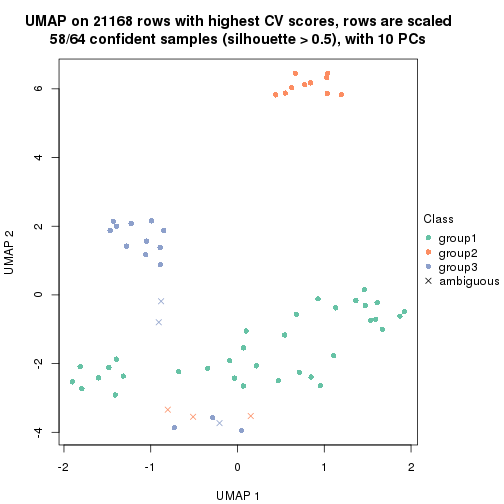 UMAP on 21168 rows with highest CV scores, rows are scaled
58/64 confident samples (silhouette > 0.5), with 10 PCs
6
4
2
0
-2
-4
UMAP 2
-2
-1
0
1
2
UMAP 1
Class
group1
group2
group3
ambiguous